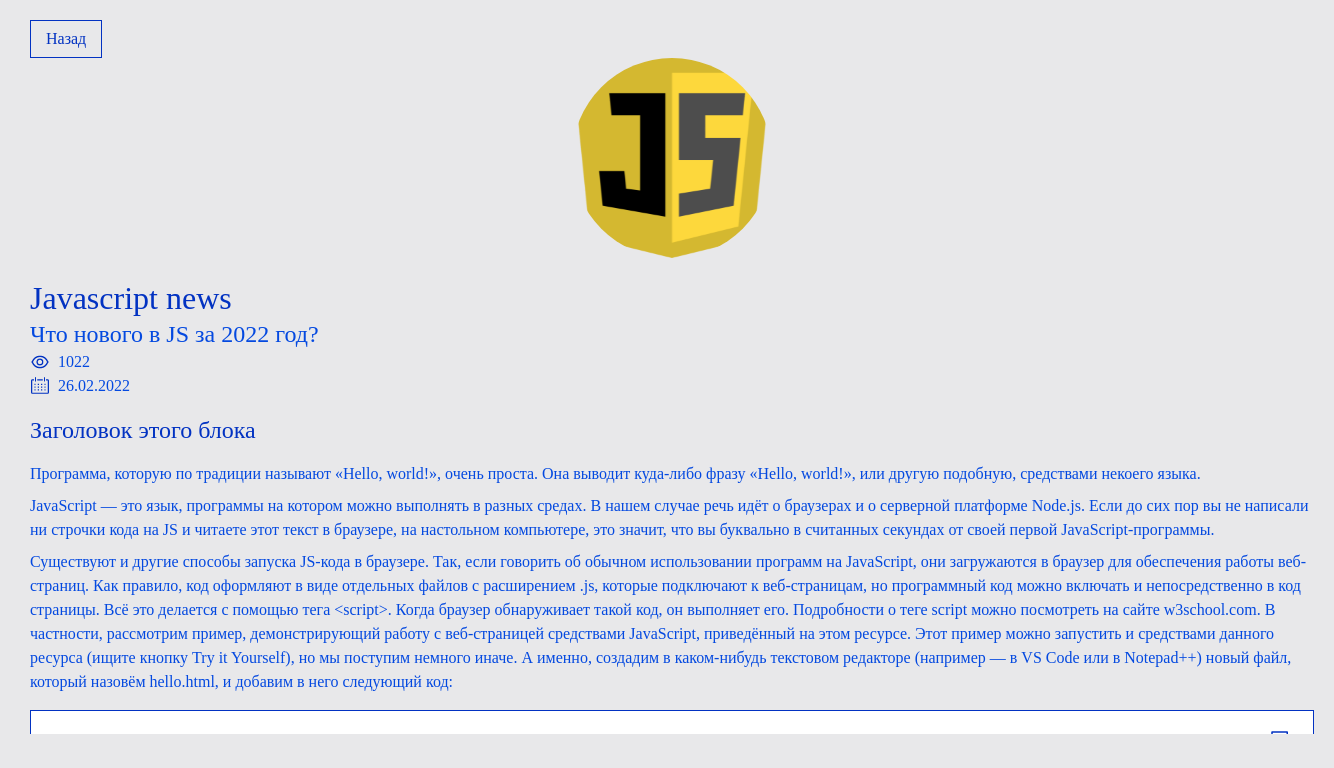 Назад
JS
Javascript news
Что нового в JS за 2022 год?
1022
26.02.2022
Заголовок этого блока
Программа, которую по традиции называют «Hello, world!», очень проста. Она выводит куда-либо фразу «Hello, world!», или другую подобную, средствами некоего языка.
JavaScript — это язык, программы на котором можно выполнять в разных средах. В нашем случае речь идёт о браузерах и о серверной платформе Node.js. Если до сих пор вы не написали
ни строчки кода на JS и читаете этот текст в браузере, на настольном компьютере, это значит, что вы буквально в считанных секундах от своей первой JavaScript-программы.
Существуют и другие способы запуска JS-кода в браузере. Так, если говорить об обычном использовании программ на JavaScript, они загружаются в браузер для обеспечения работы веб-
страниц. Как правило, код оформляют в виде отдельных файлов с расширением .js, которые подключают к веб-страницам, но программный код можно включать и непосредственно в код
страницы. Всё это делается с помощью тега <script>. Когда браузер обнаруживает такой код, он выполняет его. Подробности о теге script можно посмотреть на сайте w3school.com. В
частности, рассмотрим пример, демонстрирующий работу с веб-страницей средствами JavaScript, приведённый на этом ресурсе. Этот пример можно запустить и средствами данного
ресурса (ищите кнопку Try it Yourself), но мы поступим немного иначе. А именно, создадим в каком-нибудь текстовом редакторе (например — в VS Code или в Notepad++) новый файл,
который назовём hello.html, и добавим в него следующий код: